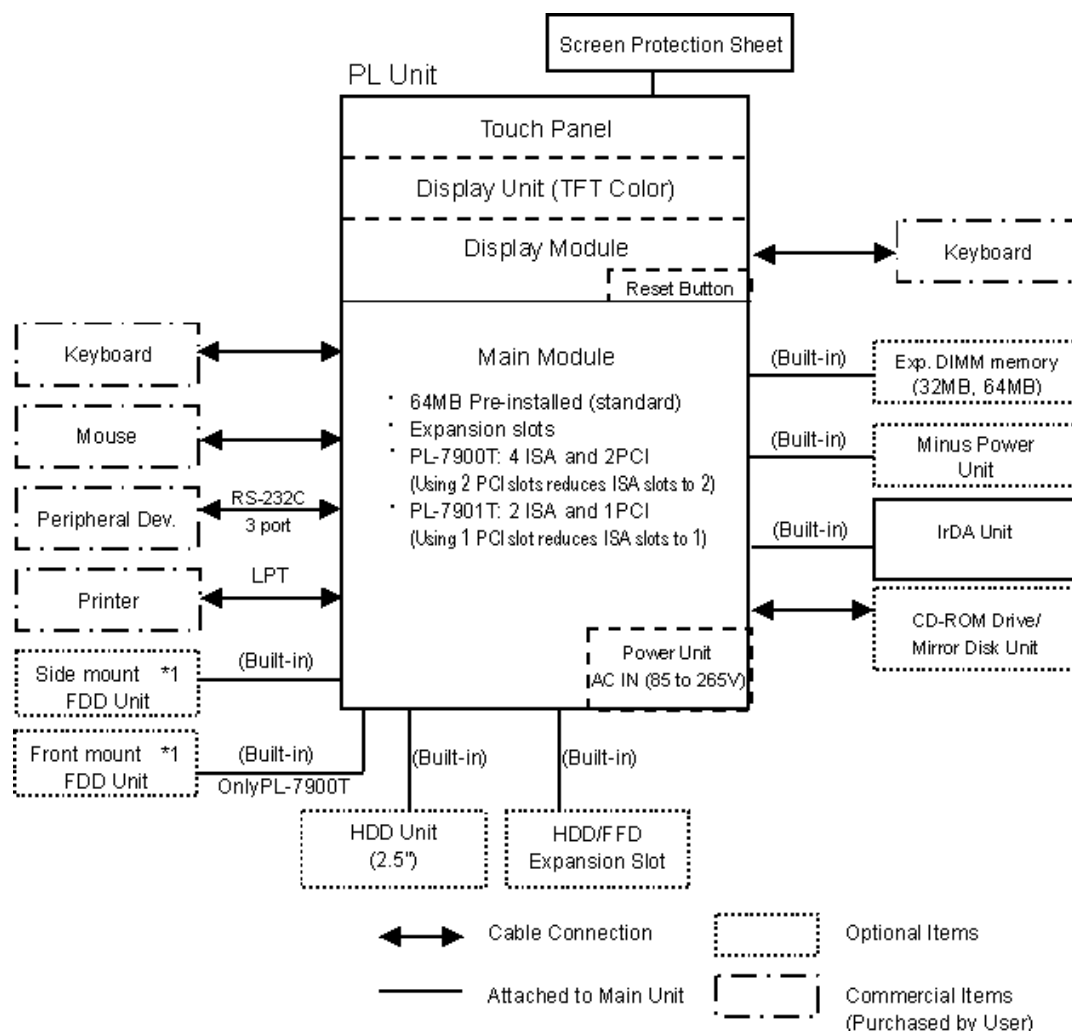 Screen Protection Sheet
PL Unit
Touch Panel
Display Unit (TFT Color)
Display Module
Reset Button
Keyboard
Keyboard
Mouse
Peripheral Dev.
RS-232C
3 port
Printer
LPT
Side mount *1
FDD Unit
(Built-in)
Front mount *1
FDD Unit
(Built-in)
OnlyPL-7900T
Main Module
· 64MB Pre-installed (standard)
· Expansion slots
· PL-7900T: 4 ISA and 2PCI
(Using 2 PCI slots reduces ISA slots to 2)
· PL-7901T: 2 ISA and 1PCI
(Using 1 PCI slot reduces ISA slots to 1)
Power Unit
AC IN (85 to 265V)
(Built-in)
Exp. DIMM memory
(32MB, 64MB)
(Built-in)
Minus Power
Unit
(Built-in)
IrDA Unit
CD-ROM Drive/
Mirror Disk Unit
(Built-in)
HDD Unit
(2.5")
(Built-in)
HDD/FFD
Expansion Slot
Cable Connection
Optional Items
Attached to Main Unit
Commercial Items
(Purchased by User)